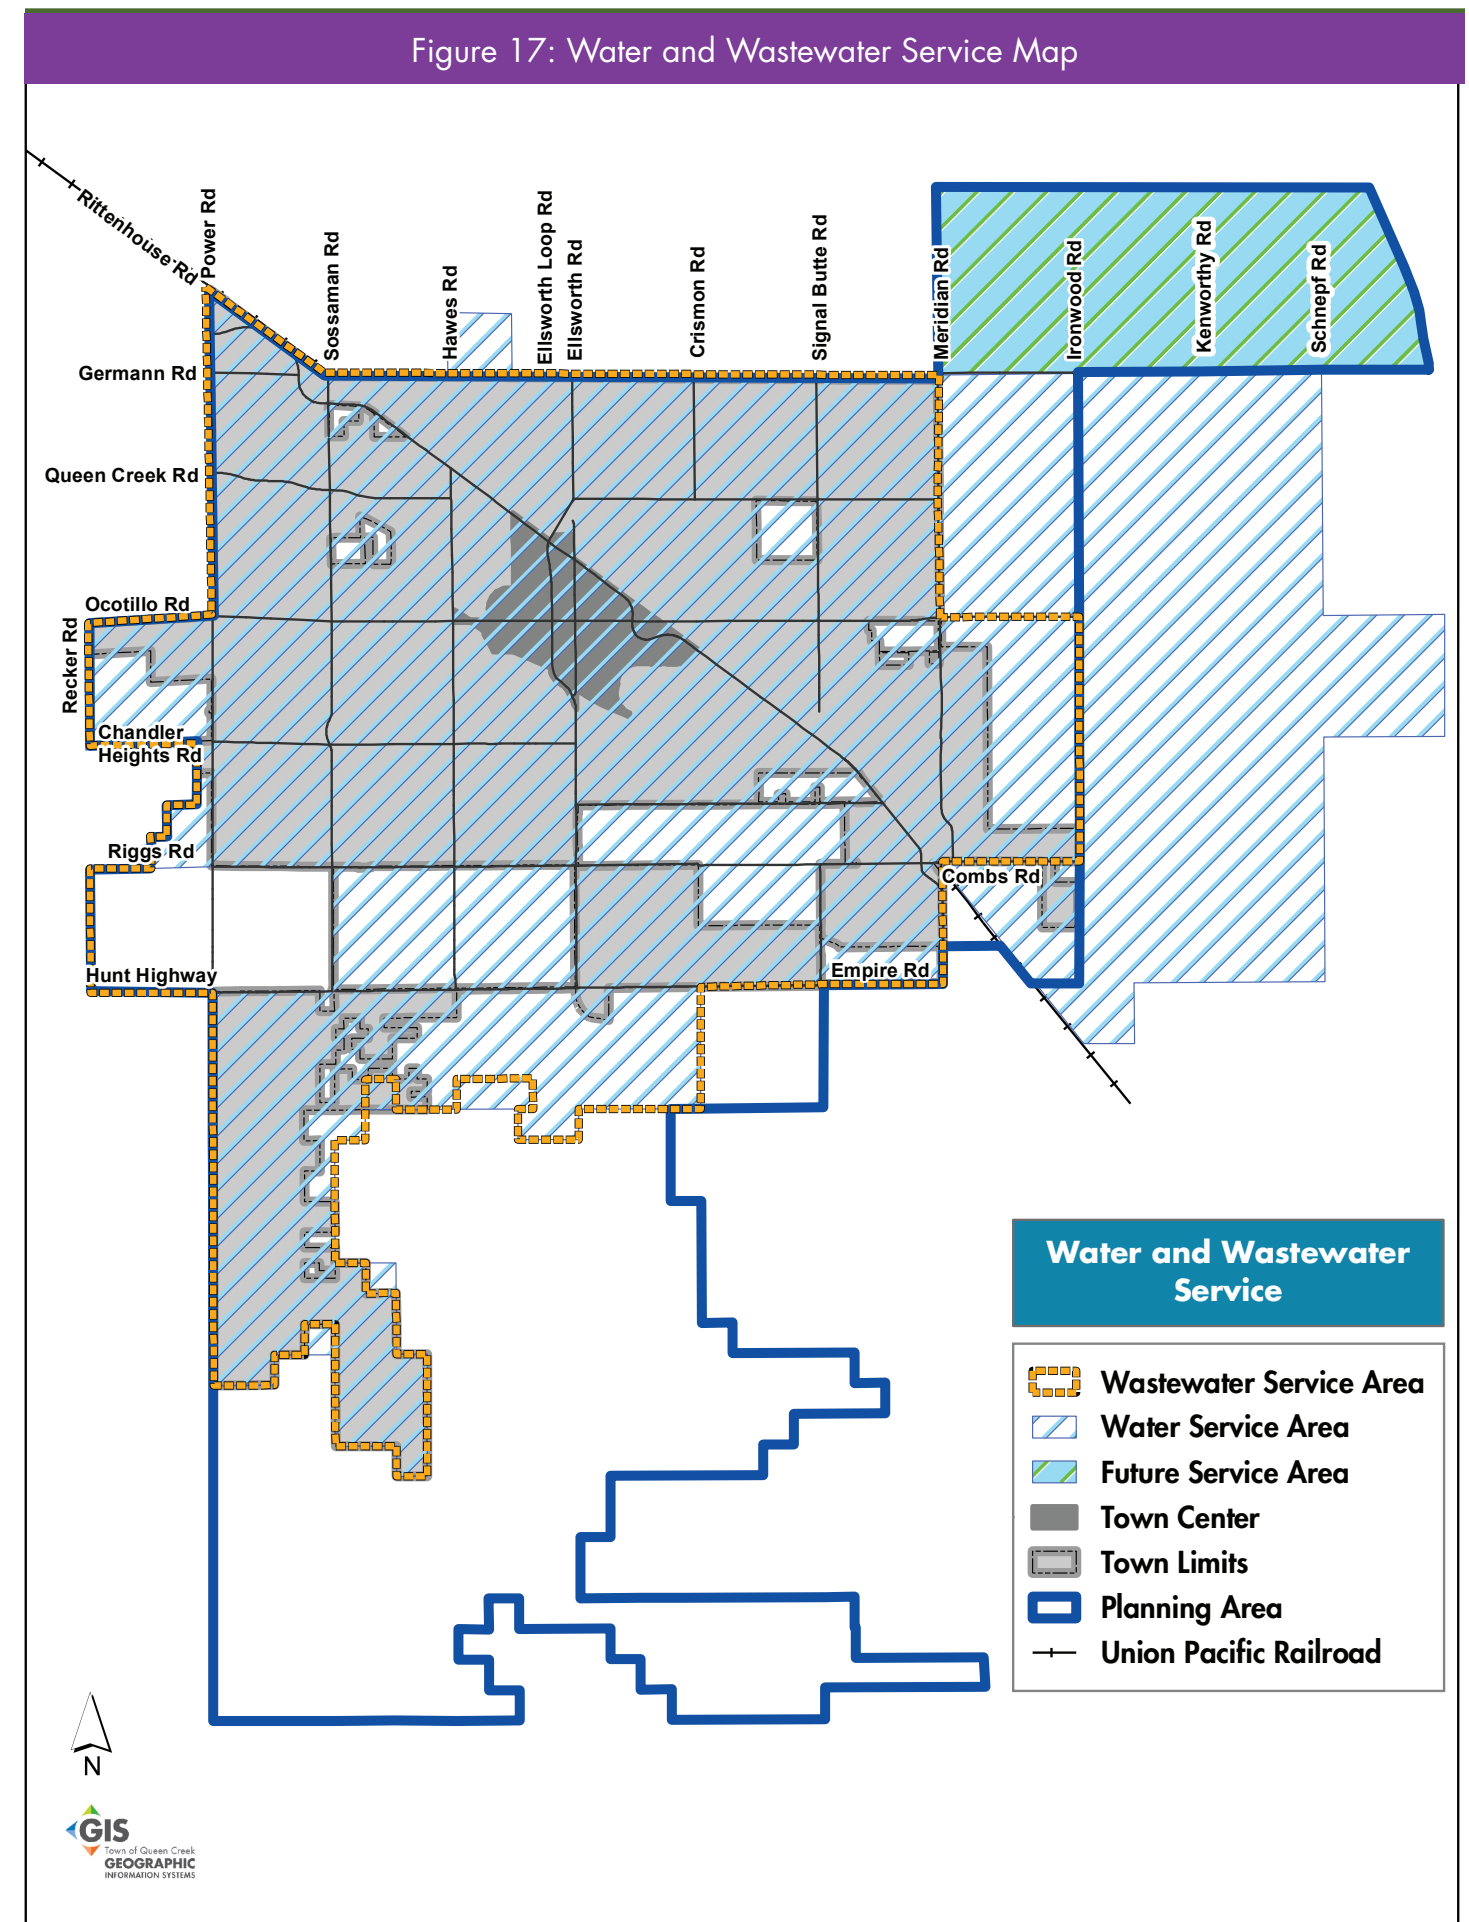 Figure 17: Water and Wastewater Service Map
Rittenhouse Rd
Power Rd
Sossaman Rd
Hawes Rd
Ellsworth Loop Rd
Ellsworth Rd
Crismon Rd
Signal Butte Rd
Meridian Rd
Ironwood Rd
Kenworthy Rd
Schnepf Rd
Germann Rd
Queen Creek Rd
Ocotillo Rd
Recker Rd
Chandler
Heights Rd
Riggs Rd
Combs Rd
Hunt Highway
Empire Rd
Water and Wastewater
Service
Wastewater Service Area
Water Service Area
Future Service Area
Town Center
Town Limits
Planning Area
Union Pacific Railroad
N
GIS
Town of Queen Creek
GEOGRAPHIC
INFORMATION SYSTEMS